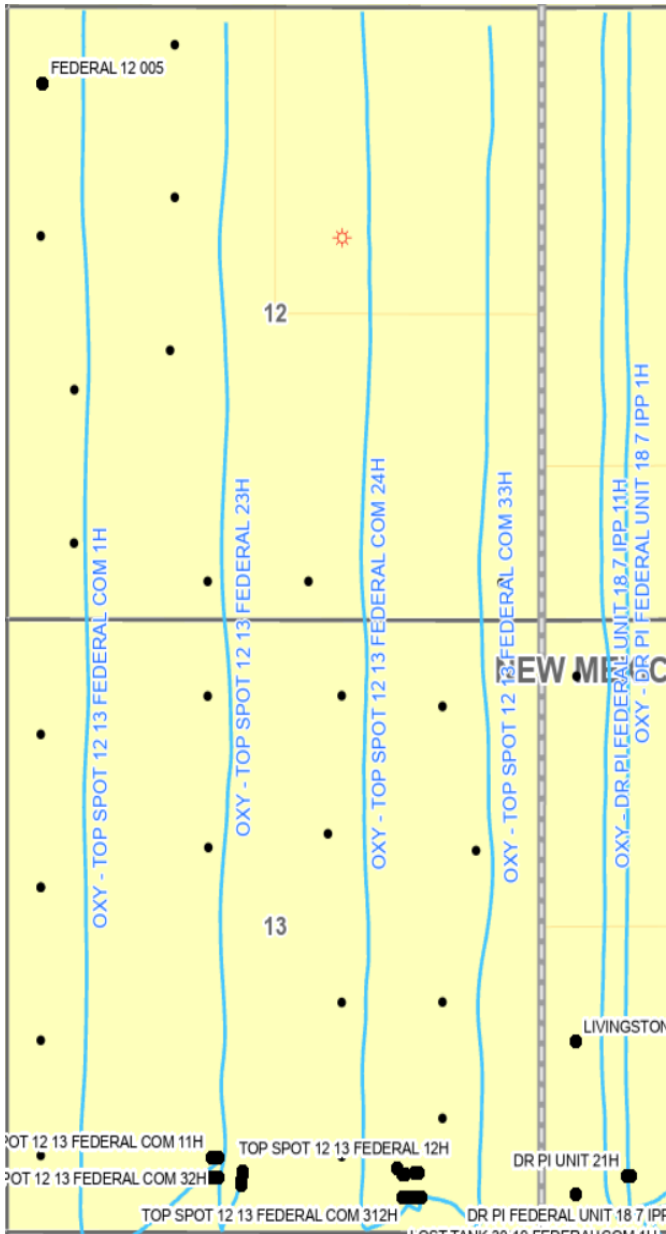 FEDERAL 12 005
12
OXY - TOP SPOT 12 13 FEDERAL COM 1H
OXY - TOP SPOT 12 13 FEDERAL 23H
OXY - TOP SPOT 12 13 FEDERAL COM 24H
OXY - TOP SPOT 12 13 FEDERAL COM 33H
OXY - DR PI FEDERAL UNIT 18 7 IPP 11H
OXY - DR PI FEDERAL UNIT 18 7 IPP 1H
NEW
13
LIVINGSTON
POT 12 13 FEDERAL COM 11H
TOP SPOT 12 13 FEDERAL 12H
DR PI UNIT 21H
POT 12 13 FEDERAL COM 32H
TOP SPOT 12 13 FEDERAL COM 312H
DR PI FEDERAL UNIT 18 7 IPP